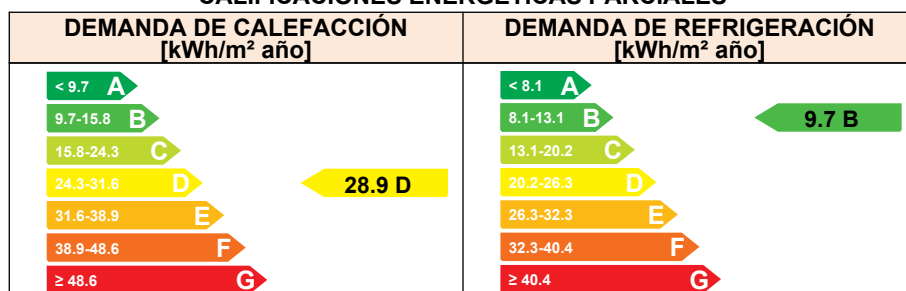 CALIFICACIONES ENERGÉTICAS PARCIALES
DEMANDA DE CALEFACCIÓN
[kWh/m² año]
< 9.7 A
9.7-15.8 B
15.8-24.3 C
24.3-31.6 D
31.6-38.9 E
38.9-48.6 F
≥ 48.6 G
28.9 D
DEMANDA DE REFRIGERACIÓN
[kWh/m² año]
< 8.1 A
8.1-13.1 B
13.1-20.2 C
20.2-26.3 D
26.3-32.3 E
32.3-40.4 F
≥ 40.4 G
9.7 B